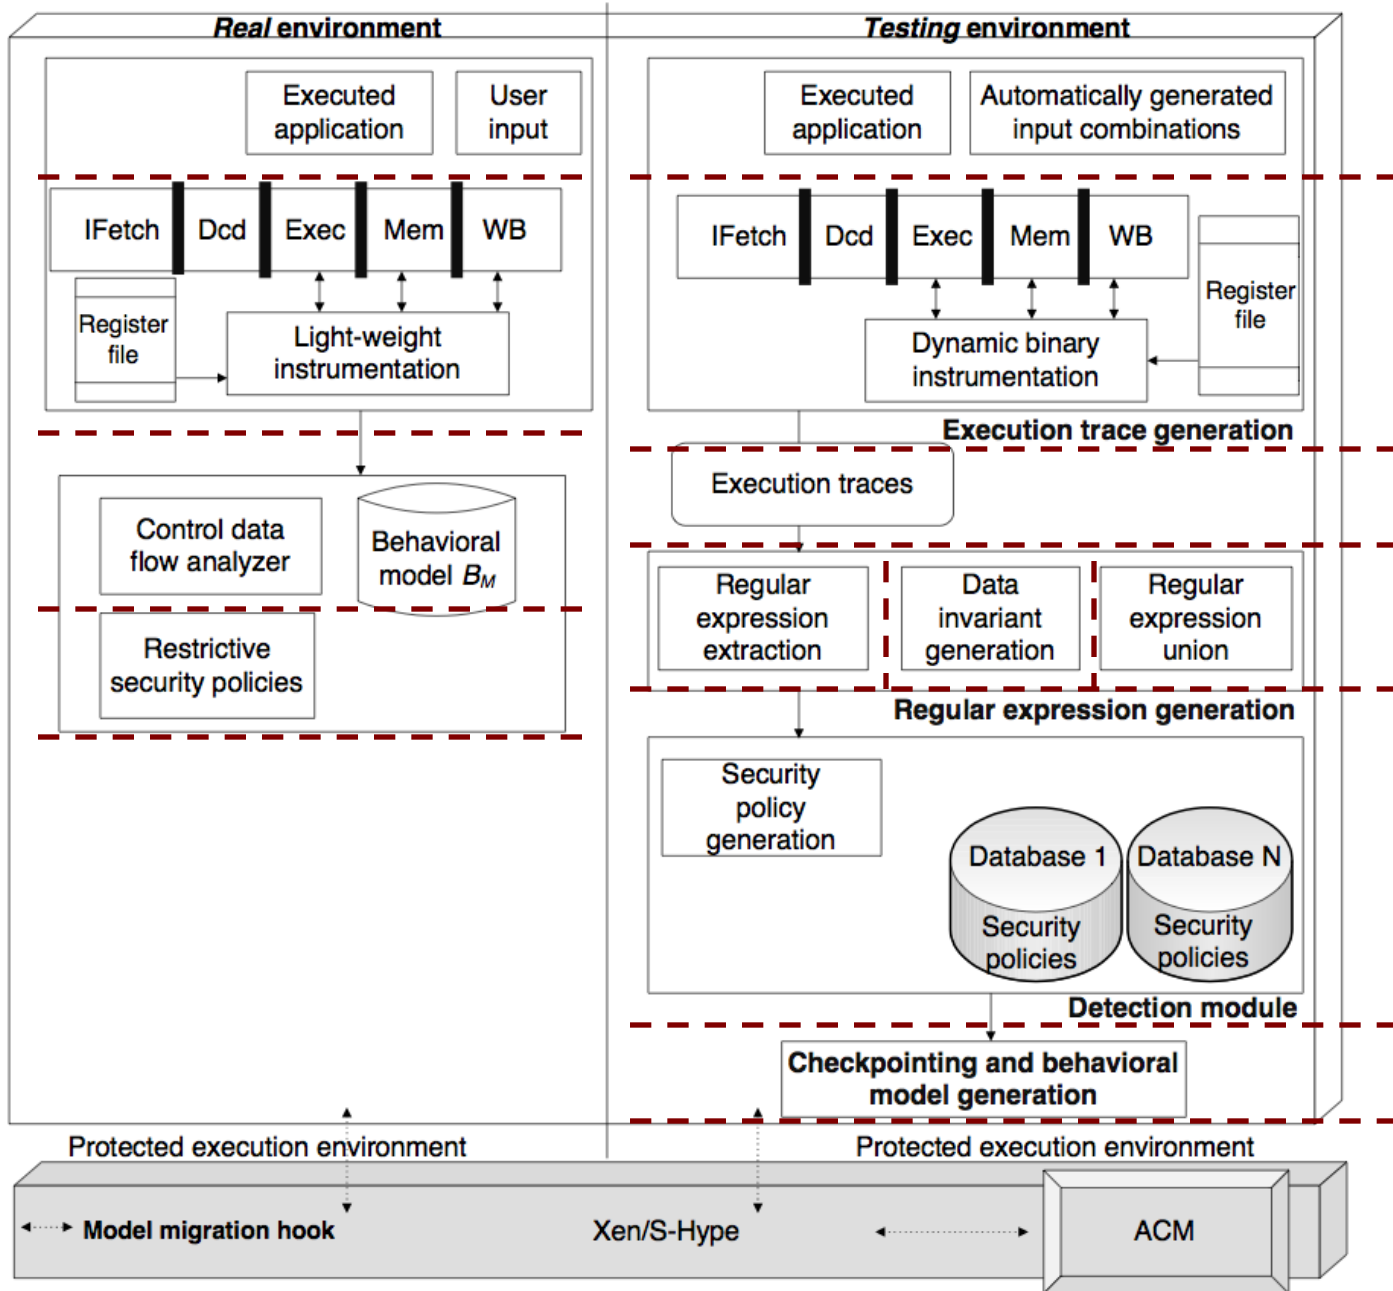 Real environment
Executed
application
User
input
IFetch
Dcd
Exec
Mem
WB
Register
file
Light-weight
instrumentation
Control data
flow analyzer
Behavioral
model BM
Restrictive
security policies
Testing environment
Executed
application
Automatically generated
input combinations
IFetch
Dcd
Exec
Mem
WB
Register
file
Dynamic binary
instrumentation
Execution trace generation
Execution traces
Regular
expression
extraction
Data
invariant
generation
Regular
expression
union
Regular expression generation
Security
policy
generation
Database 1
Security
policies
Database N
Security
policies
Detection module
Checkpointing and behavioral
model generation
Protected execution environment
Protected execution environment
Model migration hook
Xen/S-Hype
ACM